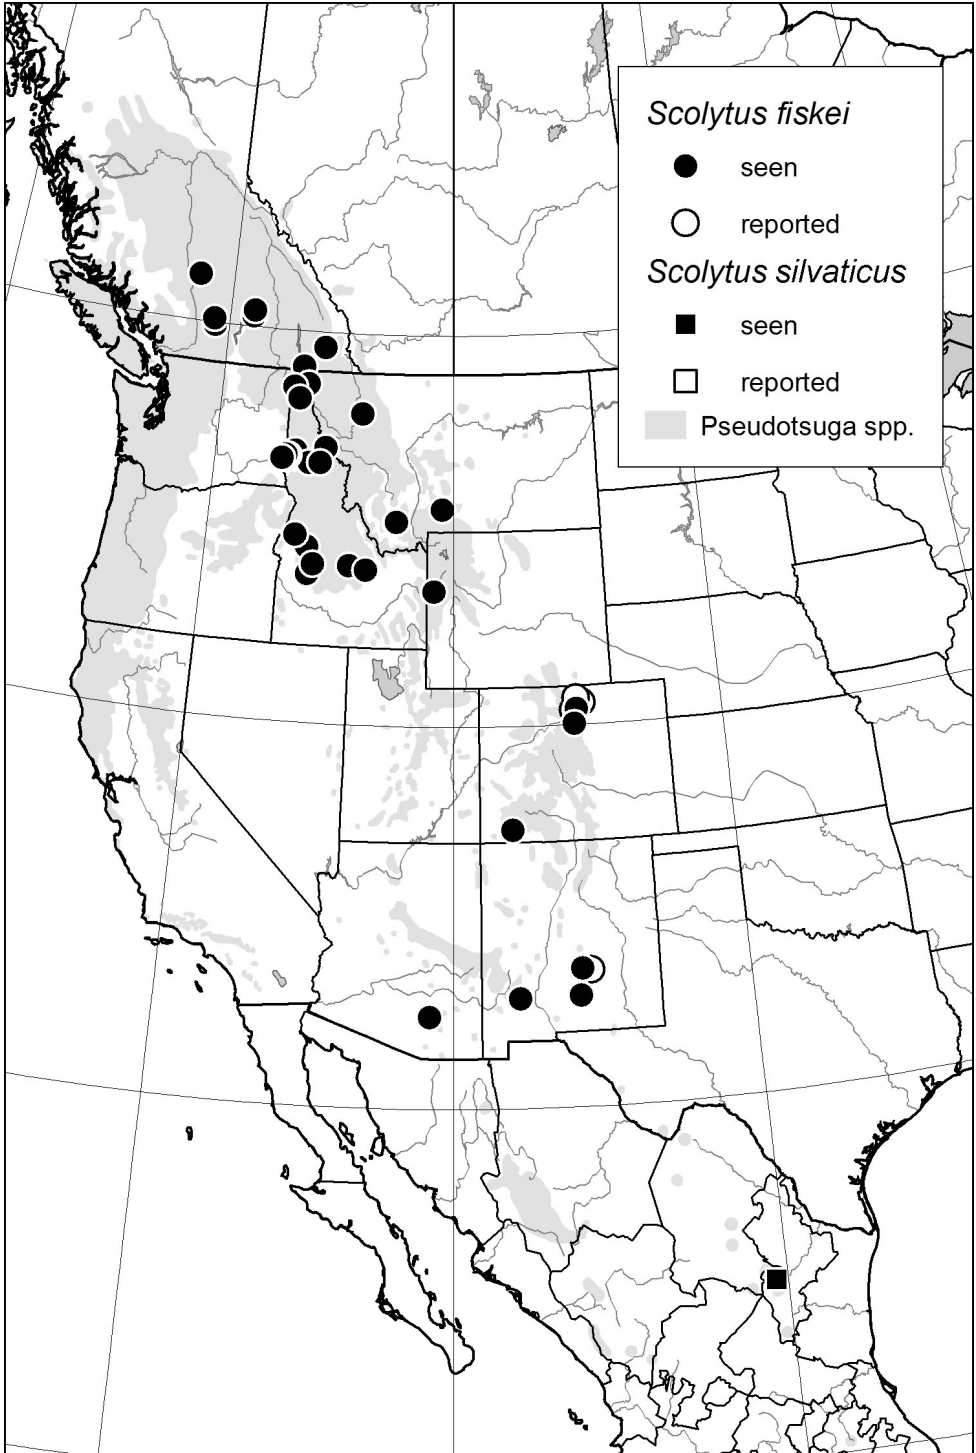 Scolytus fiskei
seen
reported
Scolytus silvaticus
seen
reported
Pseudotsuga spp.